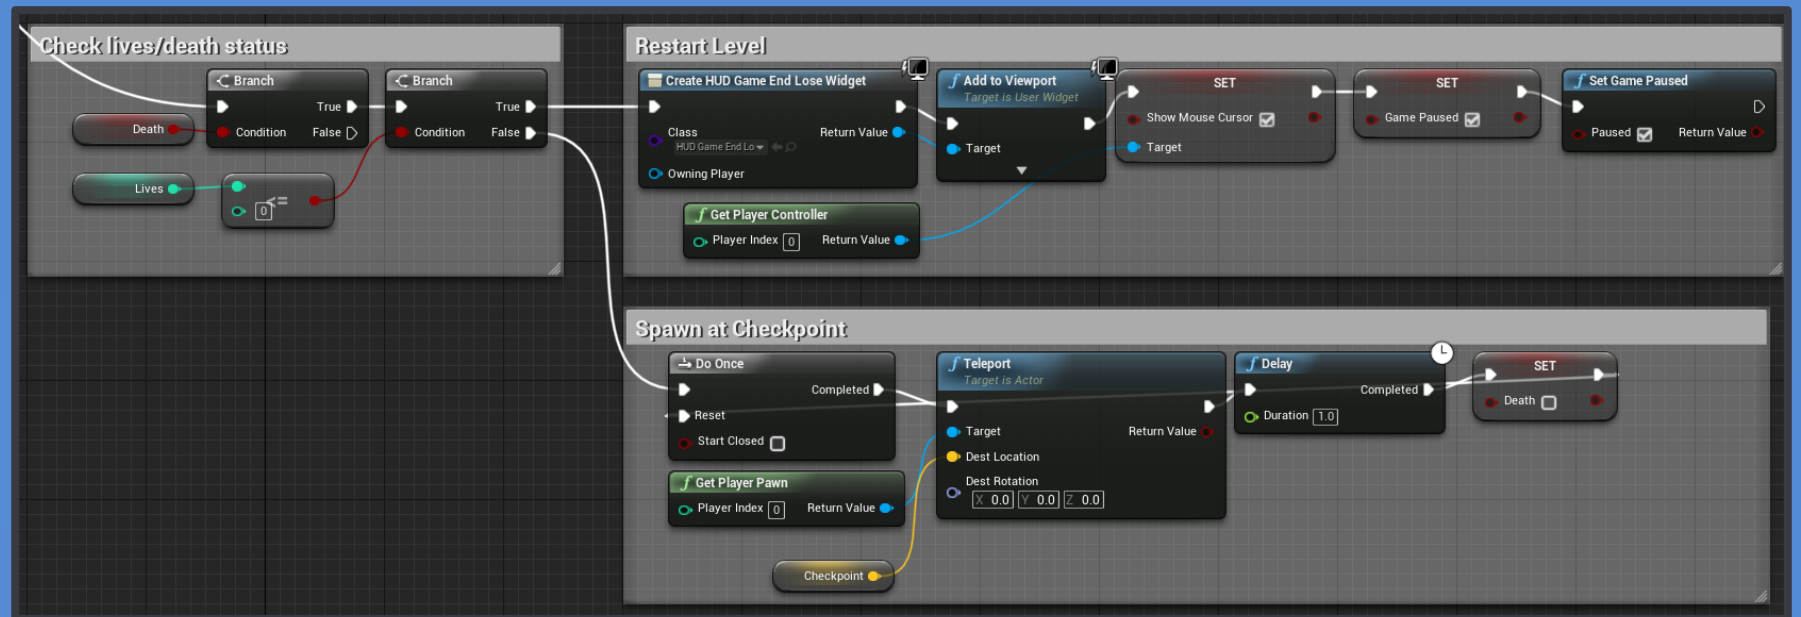 Check lives/death status
Branch
True
Condition
False
Branch
True
Condition
False
Death
Lives
0
<=
Restart Level
Create HUD Game End Lose Widget
Class
HUD Game End Lo
Return Value
Owning Player
Add to Viewport
Target is User Widget
Target
SET
Show Mouse Cursor
Target
SET
Game Paused
Set Game Paused
Paused
Return Value
Get Player Controller
Player Index 0
Return Value
Spawn at Checkpoint
Do Once
Completed
Reset
Start Closed
Teleport
Target is Actor
Target
Return Value
Dest Location
Dest Rotation
X 0.0 Y 0.0 Z 0.0
Delay
Completed
Duration 1.0
SET
Death
Get Player Pawn
Player Index 0
Return Value
Checkpoint